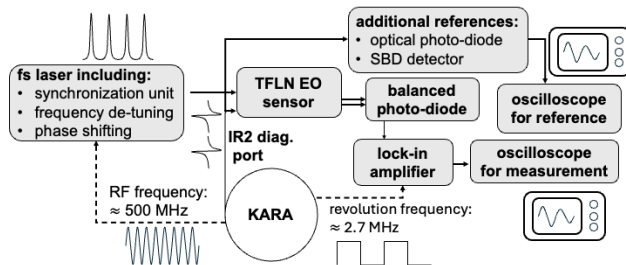 additional references:
• optical photo-diode
• SBD detector
fs laser including:
• synchronization unit
• frequency de-tuning
• phase shifting
TFLN EO
sensor
balanced
photo-diode
oscilloscope
for reference
IR2 diag.
port
lock-in
amplifier
oscilloscope
for measurement
RF frequency:
≈ 500 MHz
KARA
revolution frequency:
≈ 2.7 MHz